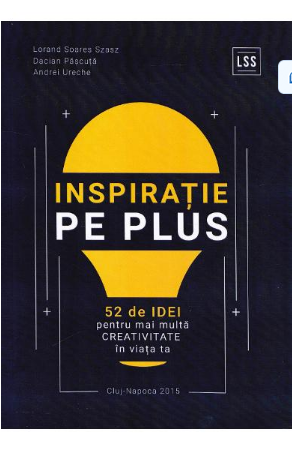 Lorand Soares Szasz
Dacian Pășcuță
Andrei Ureche
LSS
INSPIRAȚIE
PE PLUS
52 de IDEI
pentru mai multă
CREATIVITATE
în viața ta
Cluj-Napoca 2015